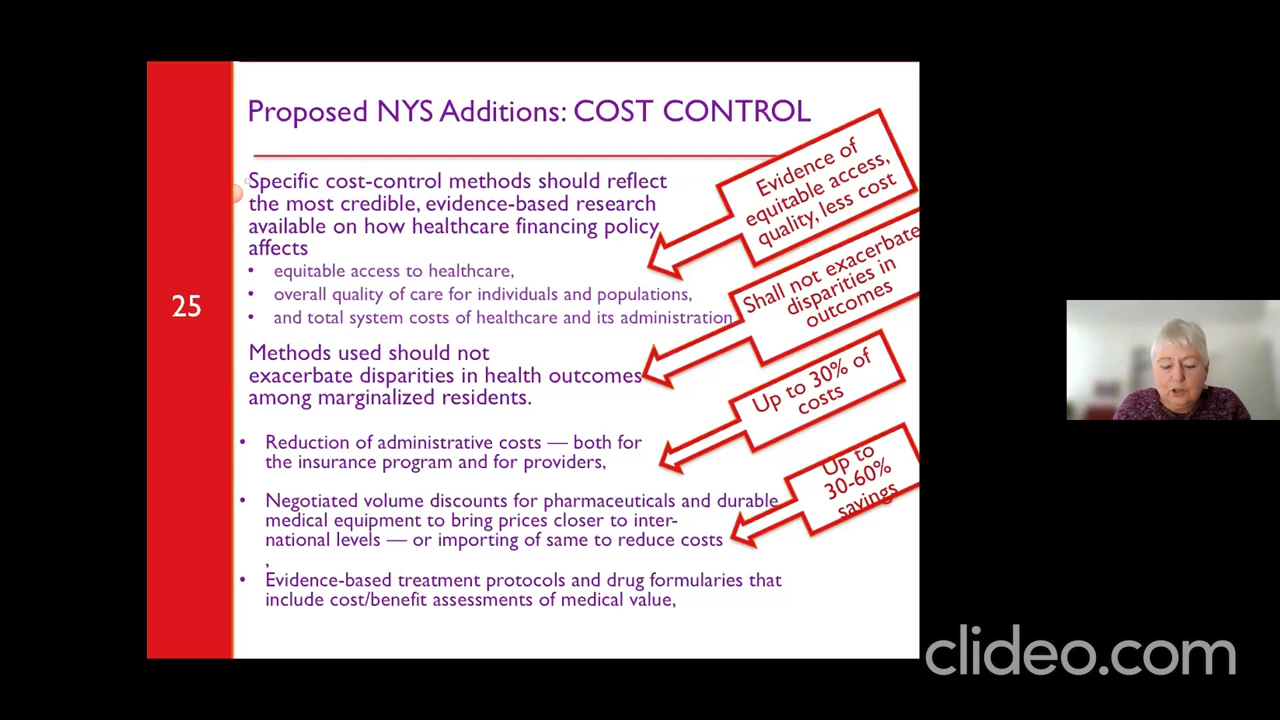 Proposed NYS Additions: COST CONTROL
Specific cost-control methods should reflect
the most credible, evidence-based research
available on how healthcare financing policy
affects
• equitable access to healthcare,
• overall quality of care for individuals and populations,
• and total system costs of healthcare and its administration
Methods used should not
exacerbate disparities in health outcomes
among marginalized residents.
• Reduction of administrative costs — both for
the insurance program and for providers,
• Negotiated volume discounts for pharmaceuticals and durable
medical equipment to bring prices closer to inter-
national levels — or importing of same to reduce costs
,
• Evidence-based treatment protocols and drug formularies that
include cost/benefit assessments of medical value,
Evidence of
equitable access,
quality, less cost
Shall not exacerbate
disparities in
outcomes
Up to 30% of
costs
Up to
30-60%
savings
25
clideo.com